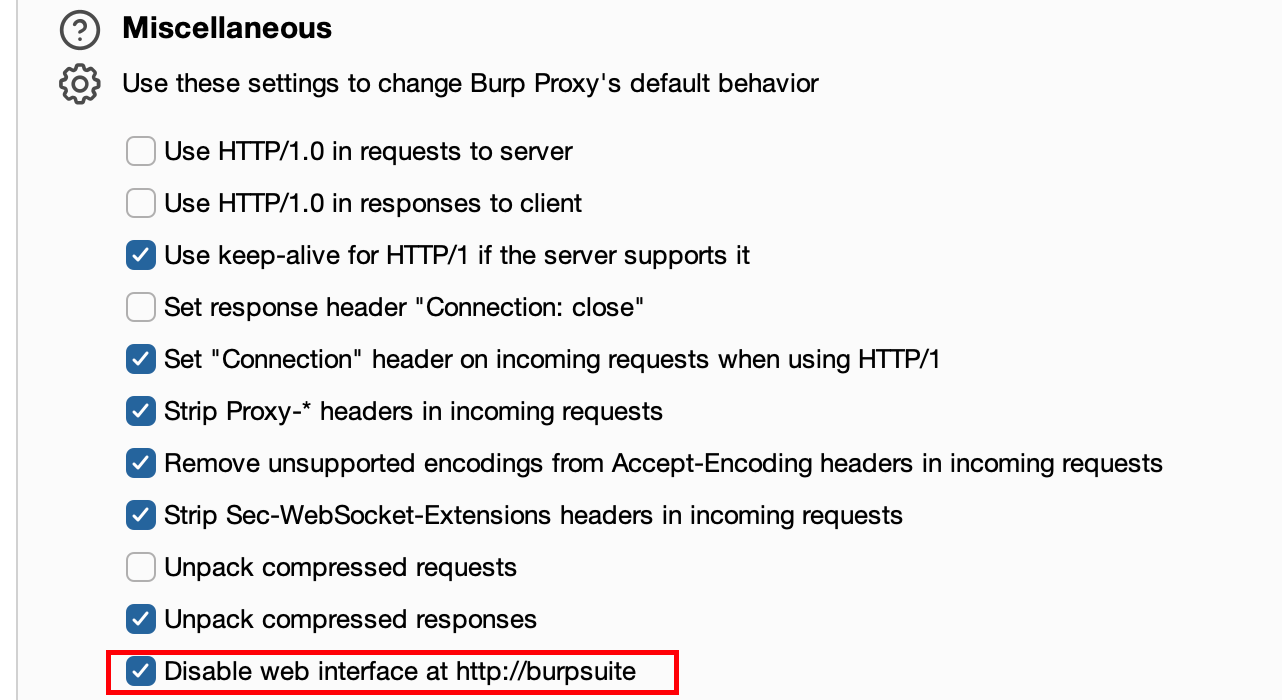 Miscellaneous
Use these settings to change Burp Proxy's default behavior
Use HTTP/1.0 in requests to server
Use HTTP/1.0 in responses to client
Use keep-alive for HTTP/1 if the server supports it
Set response header "Connection: close"
Set "Connection" header on incoming requests when using HTTP/1
Strip Proxy-* headers in incoming requests
Remove unsupported encodings from Accept-Encoding headers in incoming requests
Strip Sec-WebSocket-Extensions headers in incoming requests
Unpack compressed requests
Unpack compressed responses
Disable web interface at http://burpsuite